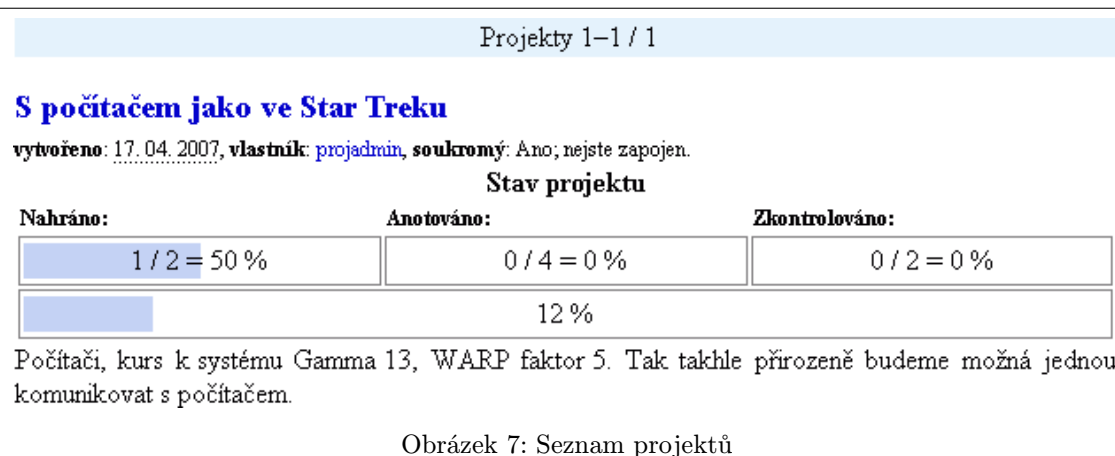 Projekty 1–1 / 1
S počítačem jako ve Star Treku
vytvořeno: 17. 04. 2007, vlastník: projadmin, soukromý: Ano; nejste zapojen.
Stav projektu
Nahráno: Anotováno: Zkontrolováno:
1 / 2 = 50 % 0 / 4 = 0 % 0 / 2 = 0 %
12 %
Počítači, kurs k systému Gamma 13, WARP faktor 5. Tak takhle přirozeně budeme možná jednou
komunikovat s počítačem.
Obrázek 7: Seznam projektů